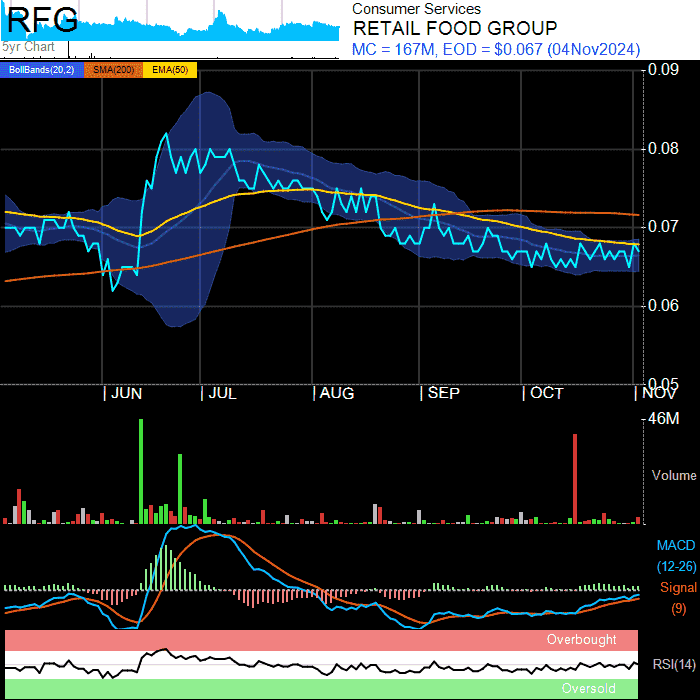 RFG
5yr Chart
Consumer Services
RETAIL FOOD GROUP
MC = 167M, EOD = $0.067 (04Nov2024)
BollBands(20,2) SMA(200) EMA(50)
0.09
0.08
0.07
0.06
0.05
JUN JUL AUG SEP OCT NOV
46M
Volume
MACD
(12-26)
Signal
(9)
Overbought
RSI(14)
Oversold